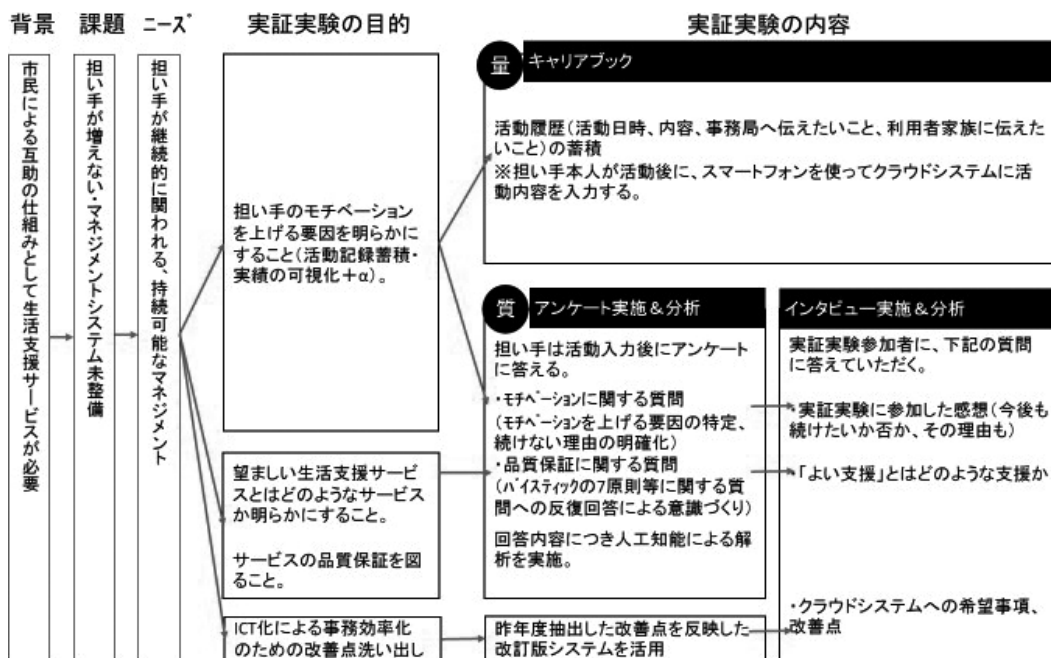 背景
課題
ニーズ
実証実験の目的
実証実験の内容
市民による互助の仕組みとして生活支援サービスが必要
担い手が増えない・マネジメントシステム未整備
担い手が継続的に関われる、持続可能なマネジメント
担い手のモチベーション
を上げる要因を明らかに
すること(活動記録蓄積・
実績の可視化+α)。
望ましい生活支援サービ
スとはどのようなサービス
か明らかにすること。
サービスの品質保証を図
ること。
ICT化による事務効率化
のための改善点洗い出し
量 キャリアブック
活動履歴(活動日時、内容、事務局へ伝えたいこと、利用者家族に伝えた
いこと)の蓄積
※担い手本人が活動後に、スマートフォンを使ってクラウドシステムに活
動内容を入力する。
質 アンケート実施&分析
担い手は活動入力後にアンケート
に答える。
・モチベーションに関する質問
(モチベーションを上げる要因の特定、
続けない理由の明確化)
・品質保証に関する質問
(バイスティックの7原則等に関する質
問への反復回答による意識づくり)
回答内容につき人工知能による解
析を実施。
昨年度抽出した改善点を反映した
改訂版システムを活用
インタビュー実施&分析
実証実験参加者に、下記の質問
に答えていただく。
・実証実験に参加した感想(今後も
続けたいか否か、その理由も)
・「よい支援」とはどのような支援か
・クラウドシステムへの希望事項、
改善点